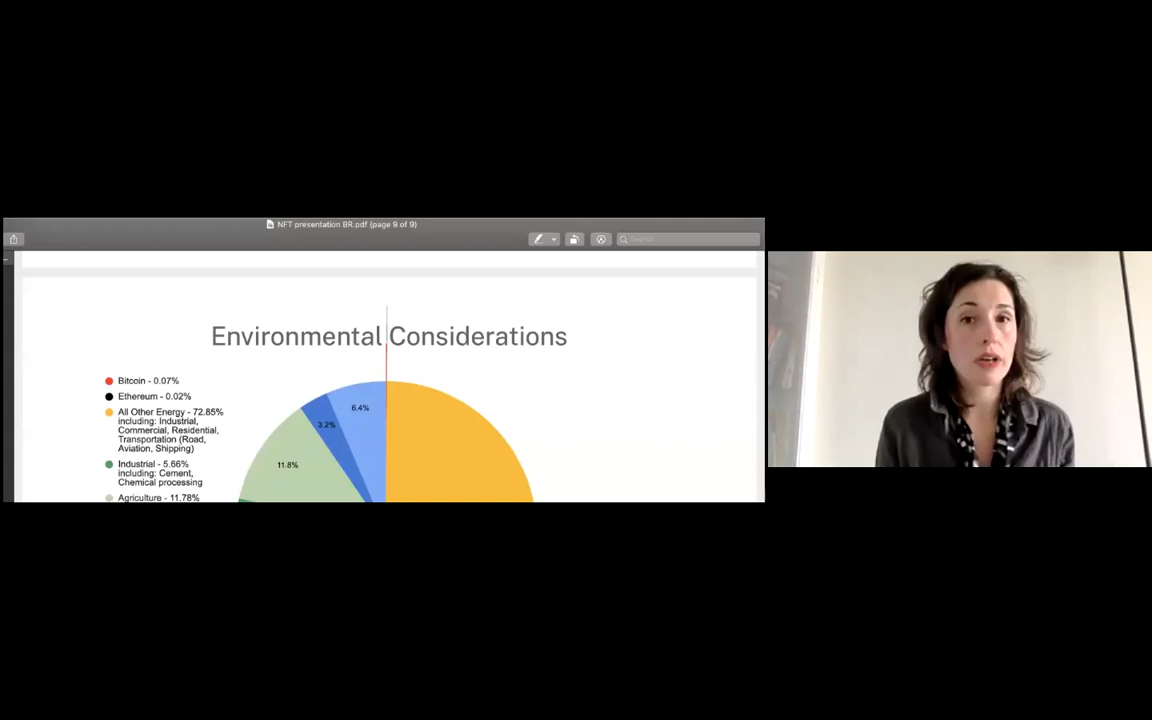 NFT presentation BR.pdf (page 9 of 9)
Search
Environmental Considerations
Bitcoin - 0.07%
Ethereum - 0.02%
All Other Energy - 72.85%
including: Industrial,
Commercial, Residential,
Transportation (Road,
Aviation, Shipping)
Industrial - 5.66%
including: Cement,
Chemical processing
Agriculture - 11.78%
6.4%
3.2%
11.8%